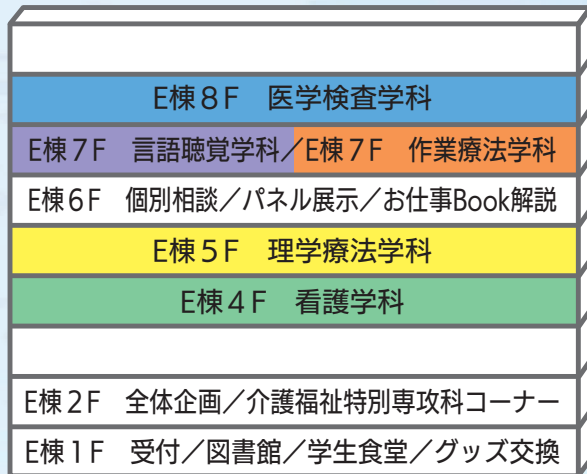 E棟8F 医学検査学科
E棟7F 言語聴覚学科／E棟7F 作業療法学科
E棟6F 個別相談／パネル展示／お仕事Book解説
E棟5F 理学療法学科
E棟4F 看護学科
E棟2F 全体企画／介護福祉特別専攻科コーナー
E棟1F 受付／図書館／学生食堂／グッズ交換